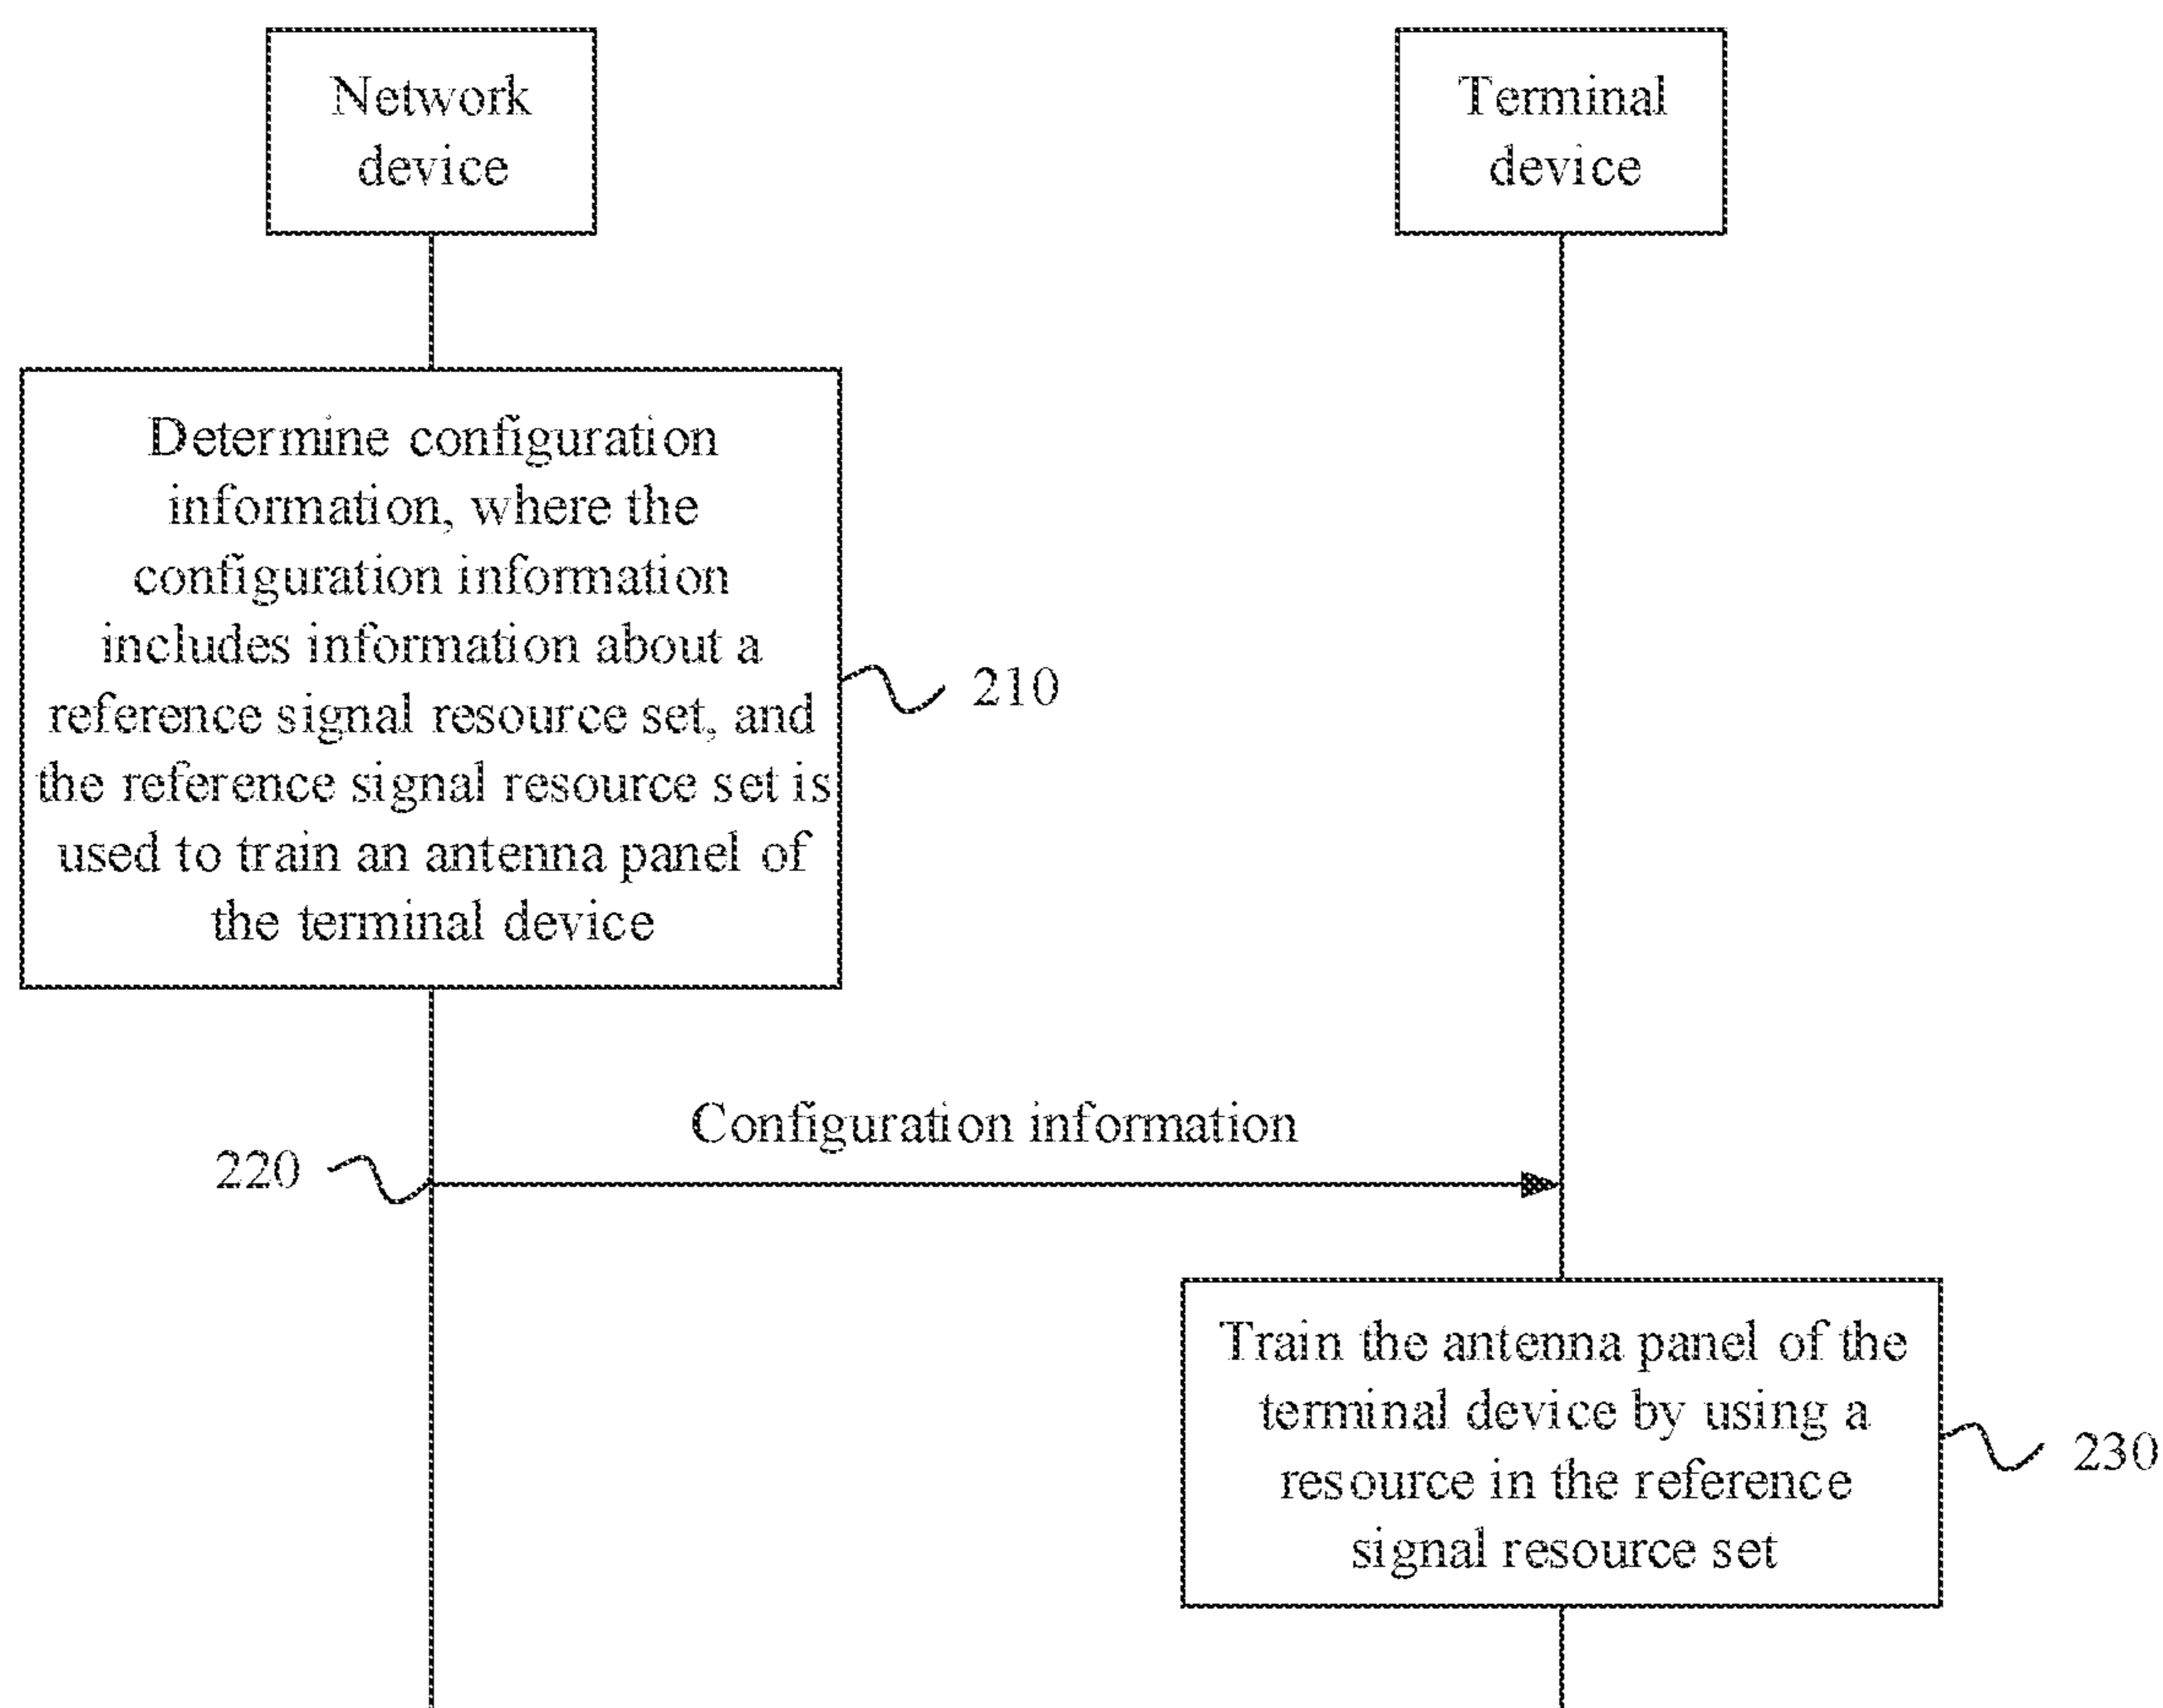 Network
device
Terminal
device
Determine configuration
information, where the
configuration information
includes information about a
reference signal resource set, and
the reference signal resource set is
used to train an antenna panel of
the terminal device
210
Configuration information
220
Train the antenna panel of the
terminal device by using a
resource in the reference
signal resource set
230